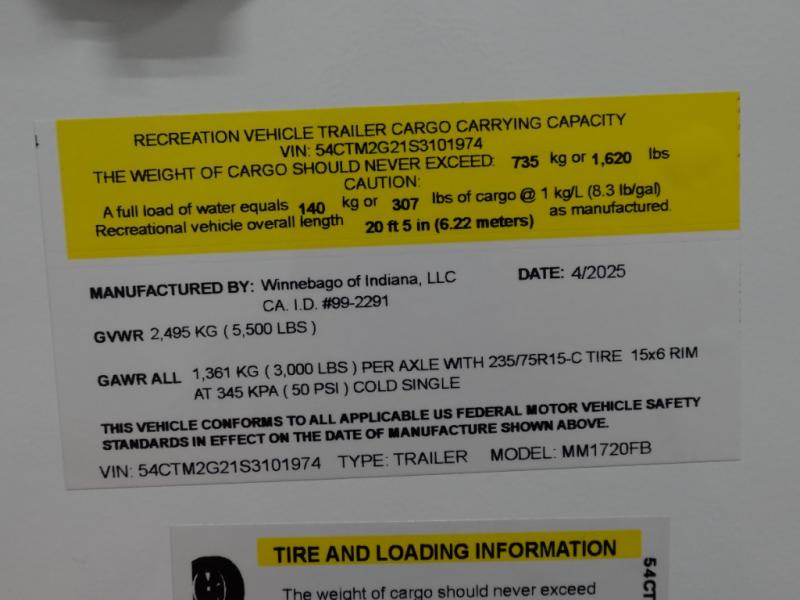 RECREATION VEHICLE TRAILER CARGO CARRYING CAPACITY
VIN: 54CTM2G21S3101974
THE WEIGHT OF CARGO SHOULD NEVER EXCEED: 735 kg or 1,620 lbs
CAUTION:
A full load of water equals 140 kg or 307 lbs of cargo @ 1 kg/L (8.3 lb/gal)
Recreational vehicle overall length 20 ft 5 in (6.22 meters) as manufactured.
MANUFACTURED BY: Winnebago of Indiana, LLC DATE: 4/2025
CA. I.D. #99-2291
GVWR 2,495 KG ( 5,500 LBS )
GAWR ALL 1,361 KG ( 3,000 LBS ) PER AXLE WITH 235/75R15-C TIRE 15x6 RIM
AT 345 KPA ( 50 PSI ) COLD SINGLE
THIS VEHICLE CONFORMS TO ALL APPLICABLE US FEDERAL MOTOR VEHICLE SAFETY
STANDARDS IN EFFECT ON THE DATE OF MANUFACTURE SHOWN ABOVE.
VIN: 54CTM2G21S3101974 TYPE: TRAILER MODEL: MM1720FB
TIRE AND LOADING INFORMATION
The weight of cargo should never exceed
54CT